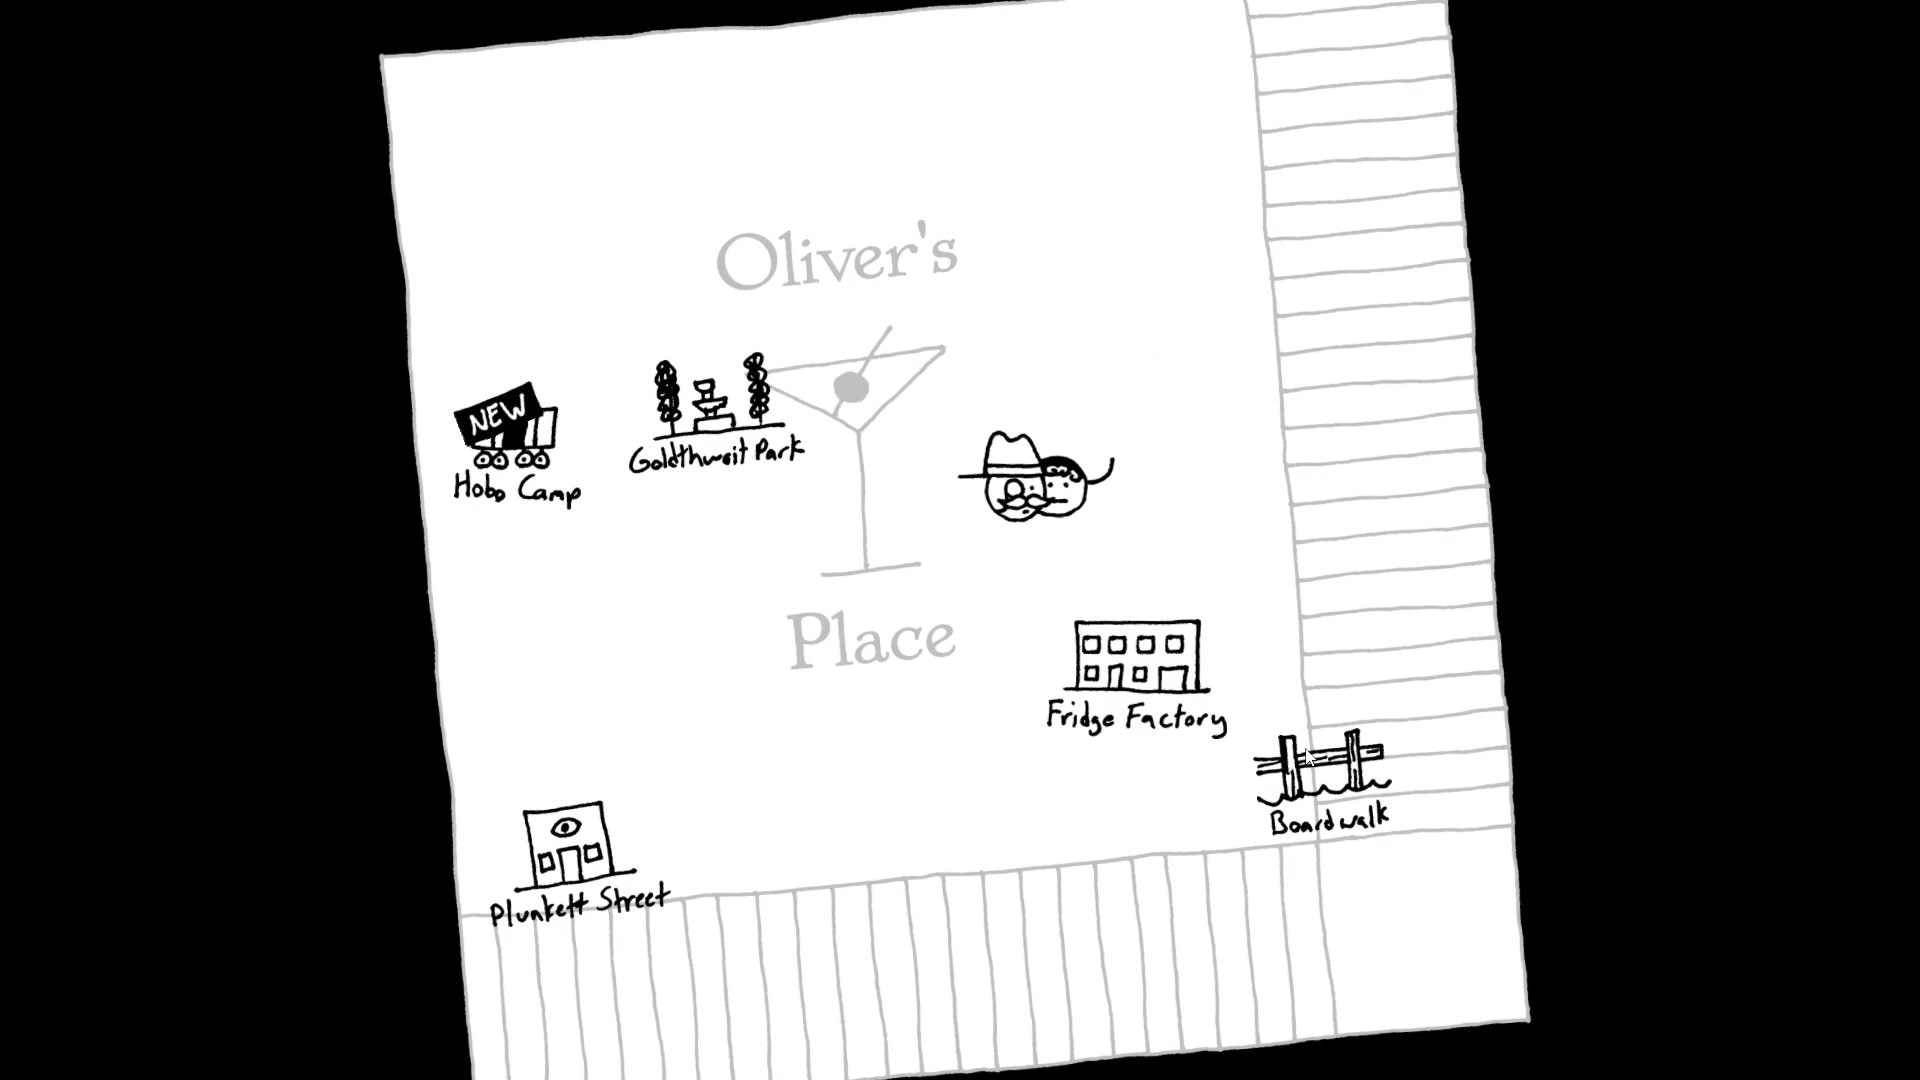 Oliver's
Place
NEW
Hobo Camp
Goldthwait Park
Fridge Factory
Boardwalk
Plunkett Street